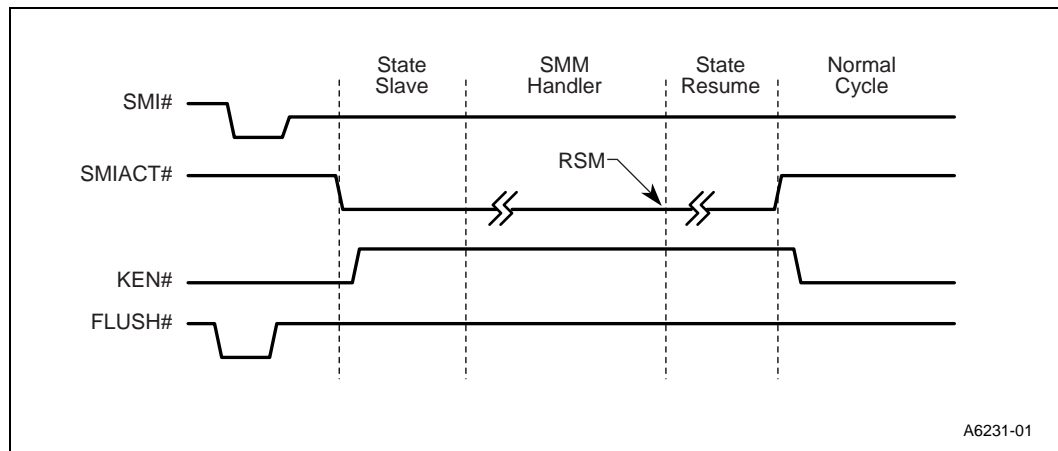 State
Slave
SMM
Handler
State
Resume
Normal
Cycle
SMI#
SMIACT#
RSM
KEN#
FLUSH#
A6231-01